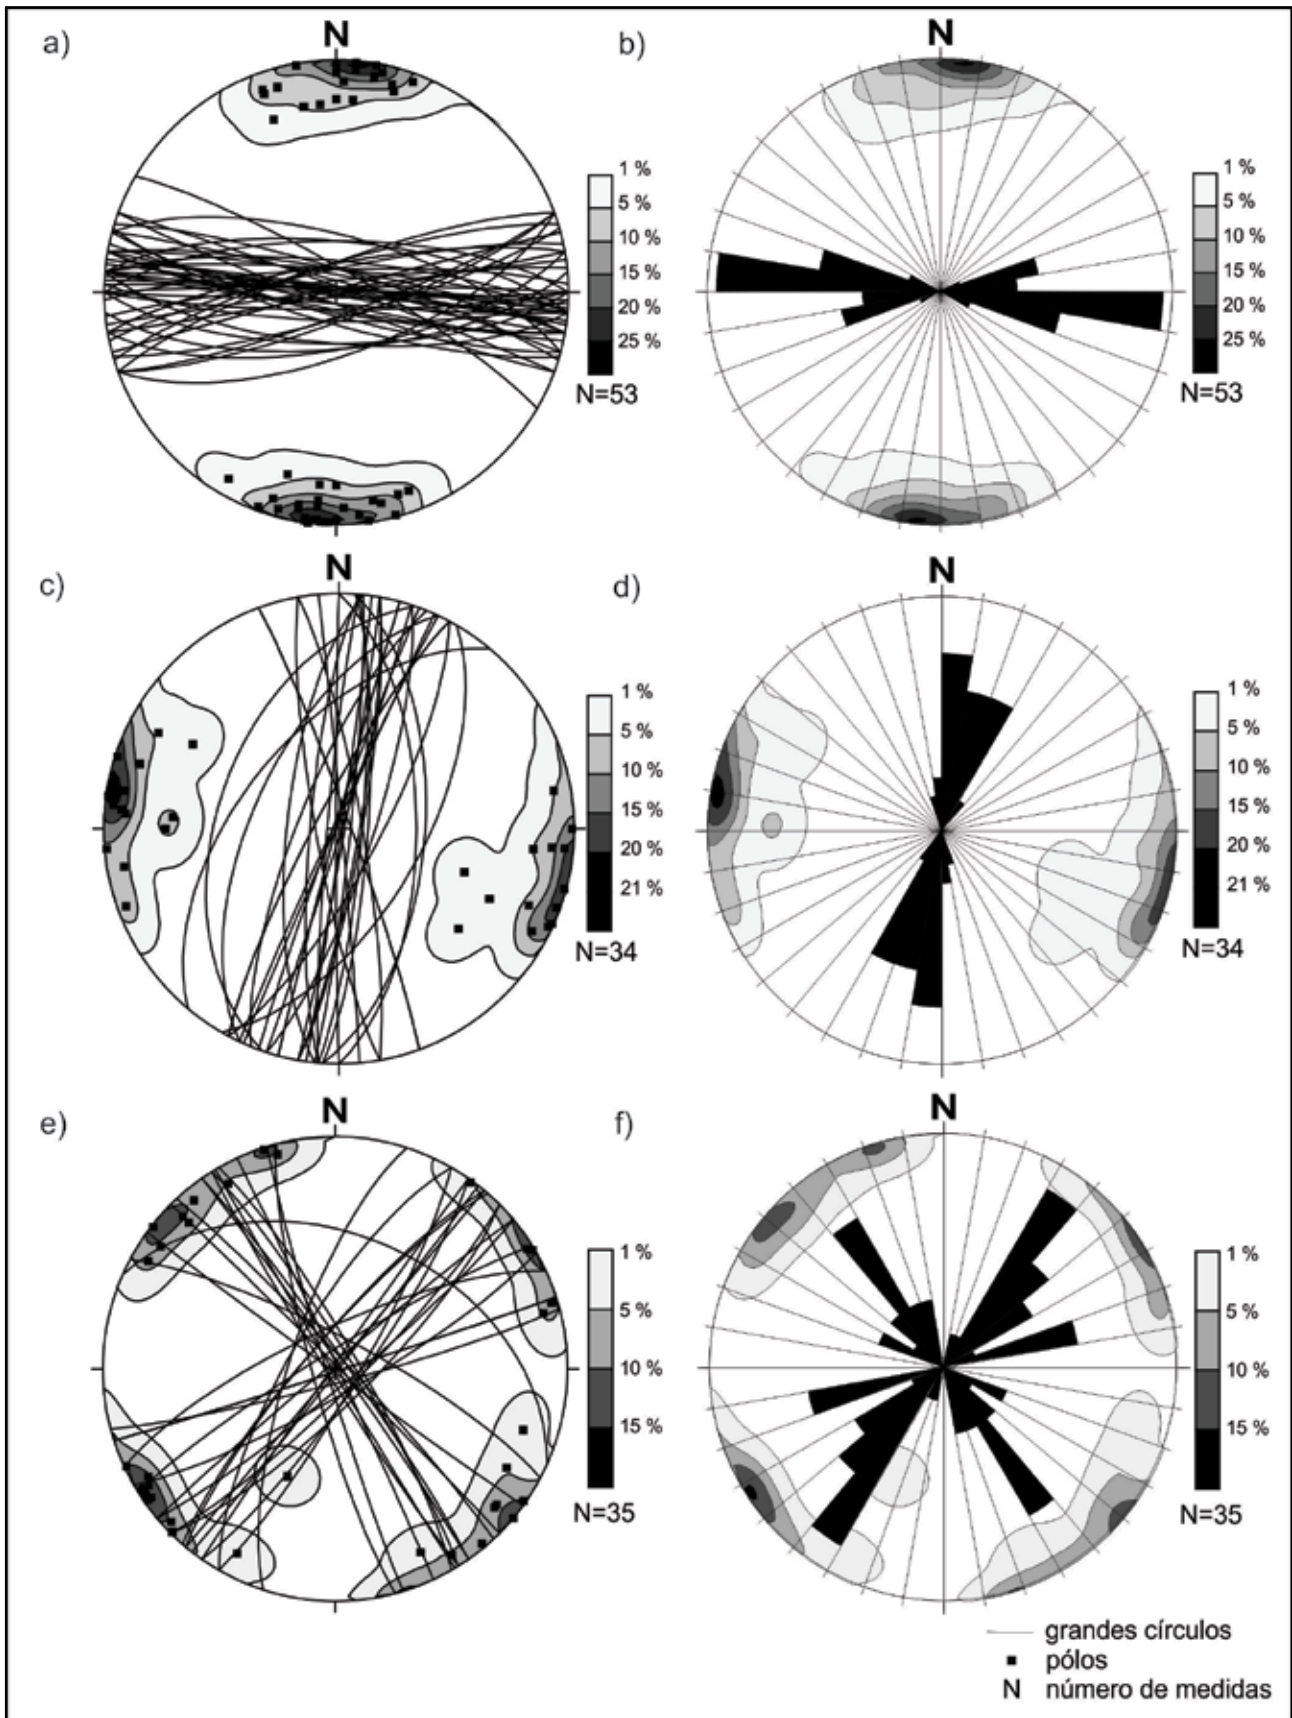 a)
N
1 %
5 %
10 %
15 %
20 %
25 %
N=53
b)
N
1 %
5 %
10 %
15 %
20 %
25 %
N=53
c)
N
1 %
5 %
10 %
15 %
20 %
21 %
N=34
d)
N
1 %
5 %
10 %
15 %
20 %
21 %
N=34
e)
N
1 %
5 %
10 %
15 %
N=35
f)
N
1 %
5 %
10 %
15 %
N=35
grandes círculos
pólos
N número de medidas